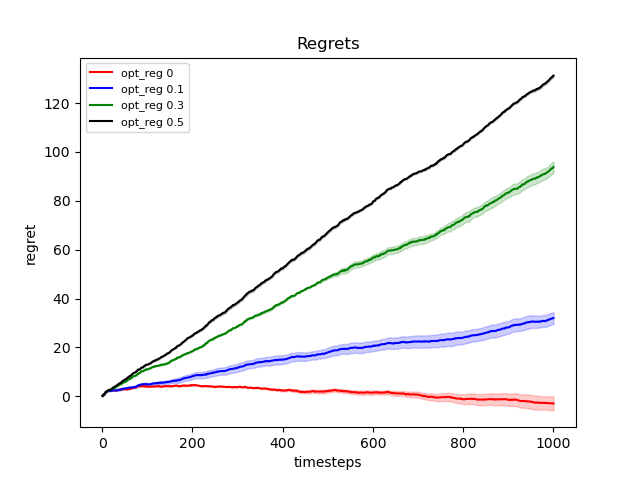 Regrets
opt_reg 0
opt_reg 0.1
opt_reg 0.3
opt_reg 0.5
120
100
80
60
40
20
0
regret
0 200 400 600 800 1000
timesteps